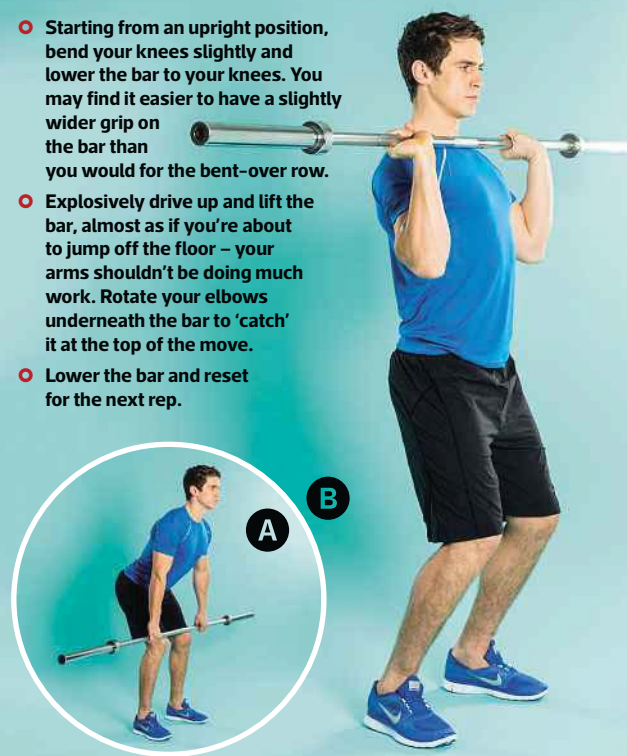 Starting from an upright position,
bend your knees slightly and
lower the bar to your knees. You
may find it easier to have a slightly
wider grip on
the bar than
you would for the bent-over row.
Explosively drive up and lift the
bar, almost as if you're about
to jump off the floor – your
arms shouldn't be doing much
work. Rotate your elbows
underneath the bar to ‘catch’
it at the top of the move.
Lower the bar and reset
for the next rep.
A
B